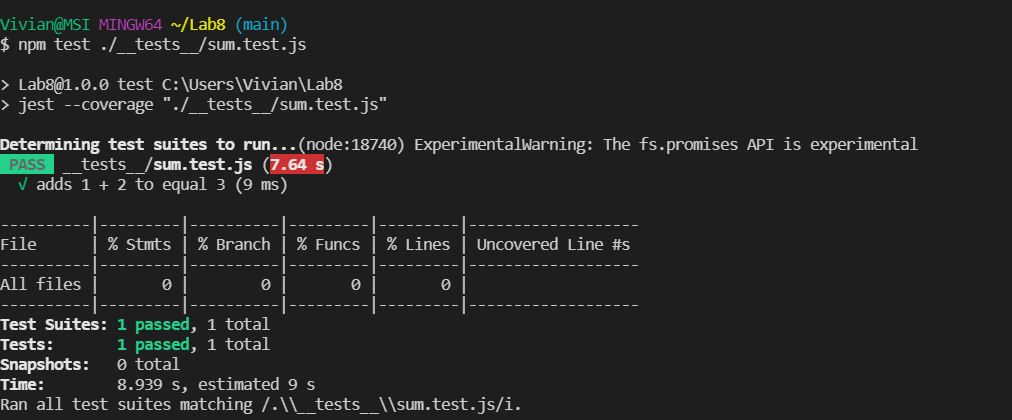 Vivian@MSI MINGW64 ~/Lab8 (main)
$ npm test ./__tests__/sum.test.js
> Lab8@1.0.0 test C:\Users\Vivian\Lab8
> jest --coverage "./__tests__/sum.test.js"
Determining test suites to run...(node:18740) ExperimentalWarning: The fs.promises API is experimental
PASS __tests__/sum.test.js (7.64 s)
√ adds 1 + 2 to equal 3 (9 ms)
----------|---------|----------|---------|---------|-------------------
File      | % Stmts | % Branch | % Funcs | % Lines | Uncovered Line #s
----------|---------|----------|---------|---------|-------------------
All files |       0 |        0 |       0 |       0 |
----------|---------|----------|---------|---------|-------------------
Test Suites: 1 passed, 1 total
Tests:       1 passed, 1 total
Snapshots:   0 total
Time:        8.939 s, estimated 9 s
Ran all test suites matching /.\\__tests__\\sum.test.js/i.